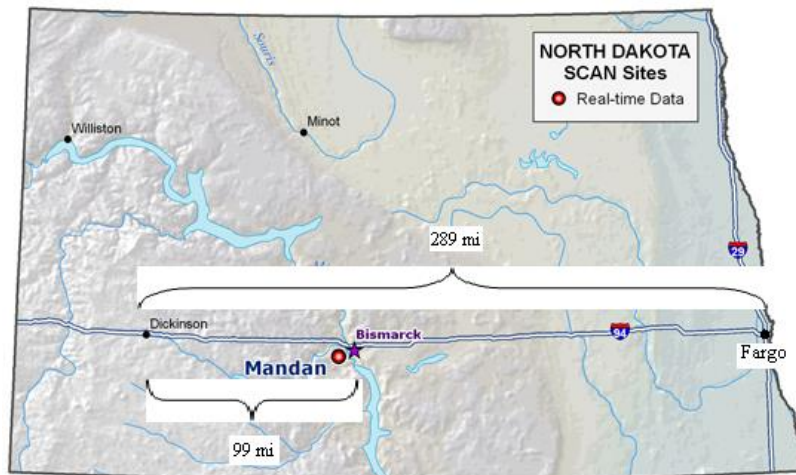 NORTH DAKOTA
SCAN Sites
Real-time Data
Souris
Minot
Williston
289 mi
29
Dickinson
Bismarck
94
Mandan
Fargo
99 mi